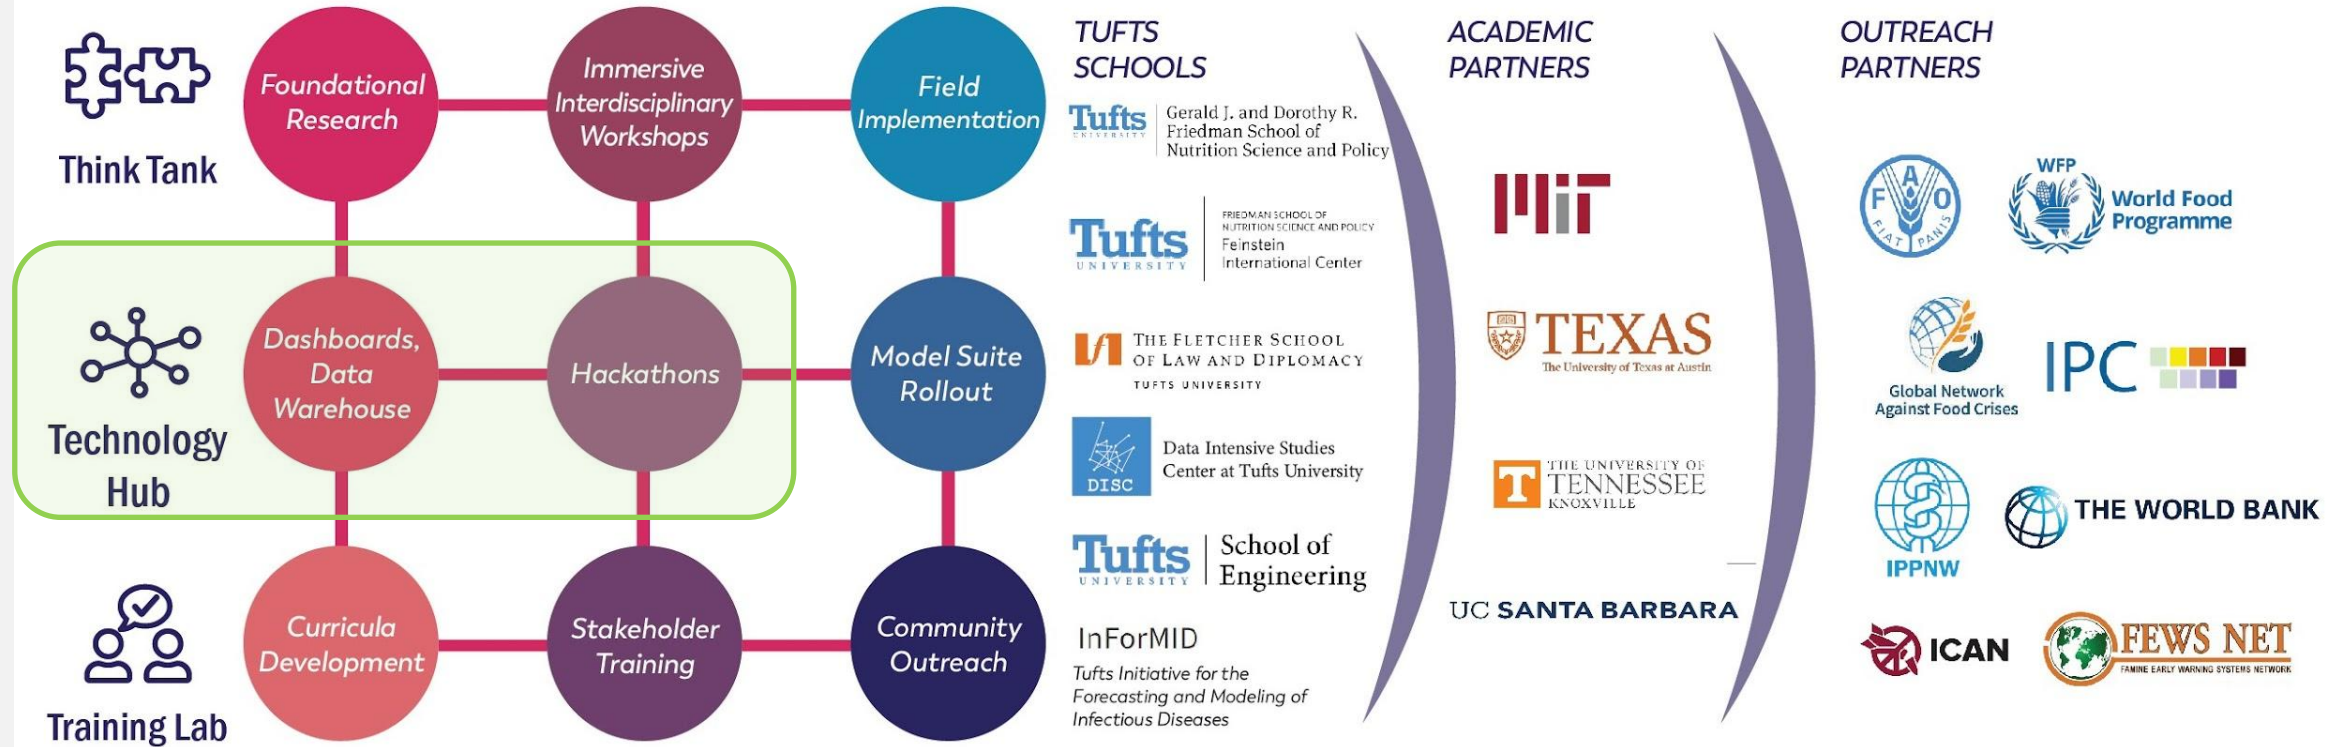 Think Tank
Foundational
Research
Immersive
Interdisciplinary
Workshops
Field
Implementation
Technology
Hub
Dashboards,
Data
Warehouse
Hackathons
Model Suite
Rollout
Training Lab
Curricula
Development
Stakeholder
Training
Community
Outreach
TUFTS
SCHOOLS
Tufts
UNIVERSITY
Gerald J. and Dorothy R.
Friedman School of
Nutrition Science and Policy
Tufts
UNIVERSITY
FRIEDMAN SCHOOL OF
NUTRITION SCIENCE AND POLICY
Feinstein
International Center
THE FLETCHER SCHOOL
OF LAW AND DIPLOMACY
TUFTS UNIVERSITY
DISC
Data Intensive Studies
Center at Tufts University
Tufts
UNIVERSITY
School of
Engineering
InForMID
Tufts Initiative for the
Forecasting and Modeling of
Infectious Diseases
ACADEMIC
PARTNERS
MIT
TEXAS
The University of Texas at Austin
T
THE UNIVERSITY OF
TENNESSEE
KNOXVILLE
UC SANTA BARBARA
OUTREACH
PARTNERS
FAO
FIAT PANIS
WFP
World Food
Programme
Global Network
Against Food Crises
IPC
IPPNW
THE WORLD BANK
ICAN
FEWS NET
FAMINE EARLY WARNING SYSTEMS NETWORK